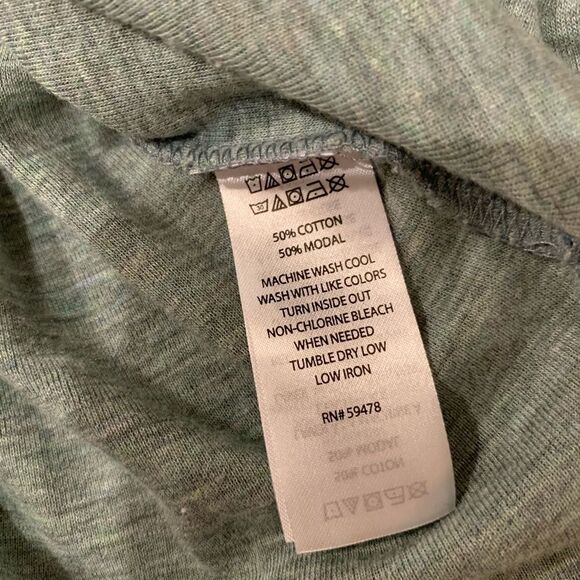 50% COTTON
50% MODAL
MACHINE WASH COOL
WASH WITH LIKE COLORS
TURN INSIDE OUT
NON-CHLORINE BLEACH
WHEN NEEDED
TUMBLE DRY LOW
LOW IRON
RN# 59478